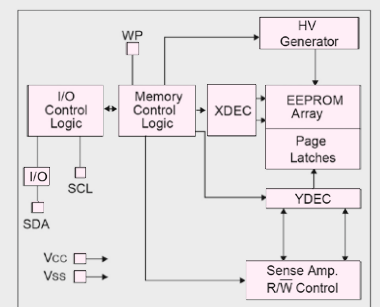 HV
Generator
WP
I/O
Control
Logic
Memory
Control
Logic
XDEC
EEPROM
Array
Page
Latches
I/O
SCL
SDA
YDEC
Vcc
Vss
Sense Amp.
R/W̅ Control